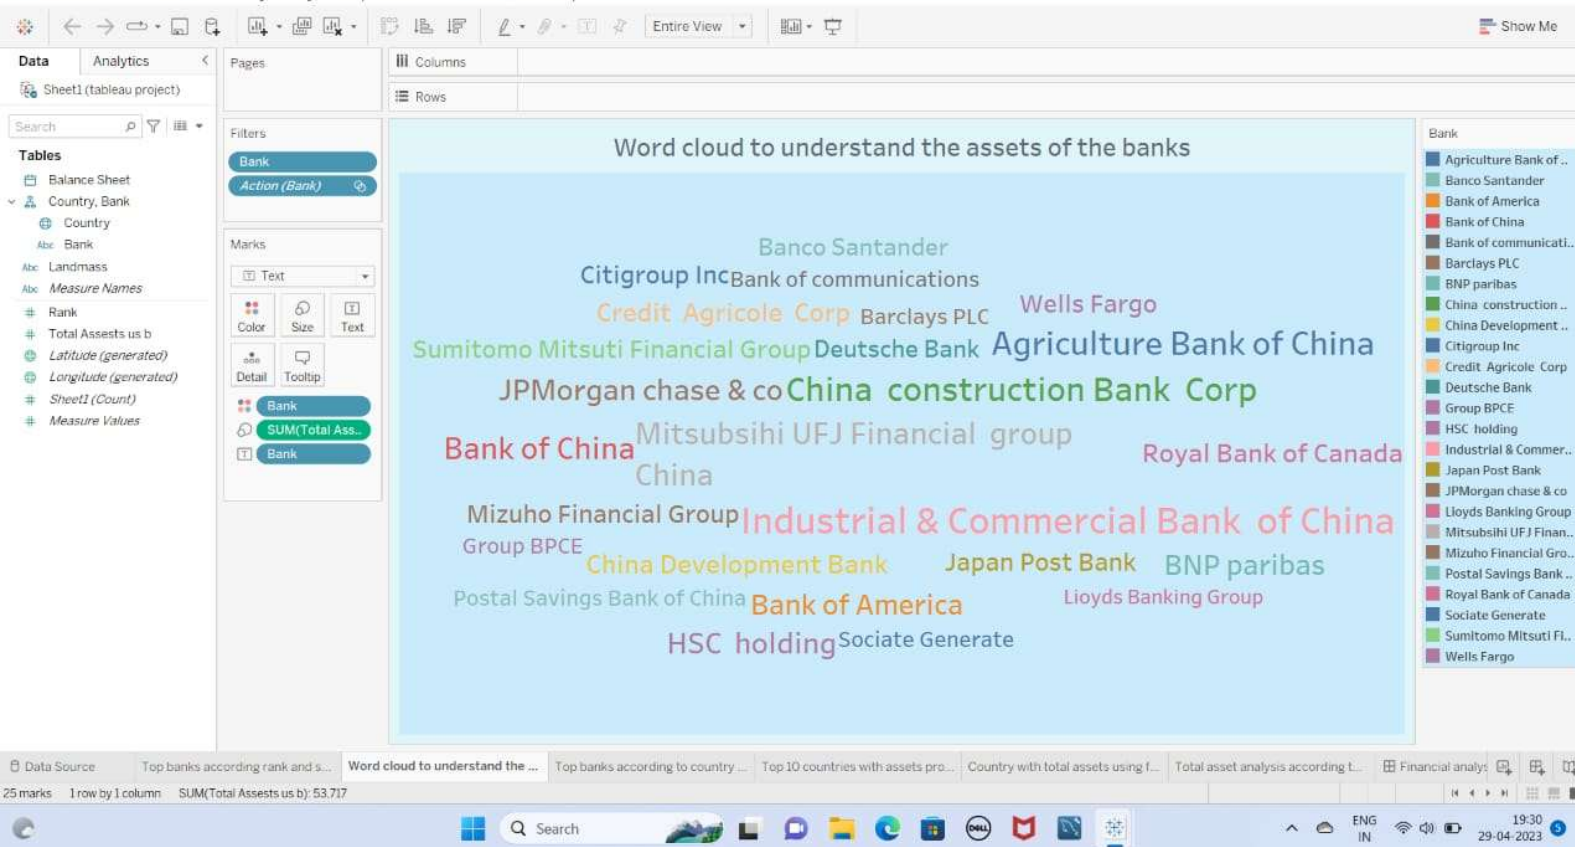 Entire View
Show Me
Data Analytics
Sheet1 (tableau project)
Search
Tables
Balance Sheet
Country, Bank
Country
Abc Bank
Abc Landmass
Abc Measure Names
# Rank
# Total Assests us b
Latitude (generated)
Longitude (generated)
# Sheet1 (Count)
# Measure Values
Pages
Filters
Bank
Action (Bank)
Marks
Text
Color Size Text
Detail Tooltip
Bank
SUM(Total Ass..
Bank
Columns
Rows
Word cloud to understand the assets of the banks
Banco Santander
Citigroup Inc Bank of communications
Credit Agricole Corp Barclays PLC Wells Fargo
Sumitomo Mitsuti Financial Group Deutsche Bank Agriculture Bank of China
JPMorgan chase & co China construction Bank Corp
Bank of China Mitsubsihi UFJ Financial group Royal Bank of Canada
China
Mizuho Financial Group Industrial & Commercial Bank of China
Group BPCE
China Development Bank Japan Post Bank BNP paribas
Postal Savings Bank of China Bank of America Lioyds Banking Group
HSC holding Sociate Generate
Bank
Agriculture Bank of ..
Banco Santander
Bank of America
Bank of China
Bank of communicati..
Barclays PLC
BNP paribas
China construction ..
China Development ..
Citigroup Inc
Credit Agricole Corp
Deutsche Bank
Group BPCE
HSC holding
Industrial & Commer..
Japan Post Bank
JPMorgan chase & co
Lioyds Banking Group
Mitsubsihi UFJ Finan..
Mizuho Financial Gro..
Postal Savings Bank ..
Royal Bank of Canada
Sociate Generate
Sumitomo Mitsuti Fi..
Wells Fargo
Data Source Top banks according rank and s... Word cloud to understand the ... Top banks according to country ... Top 10 countries with assets pro... Country with total assets using f... Total asset analysis according t... Financial analys
25 marks 1 row by 1 column SUM(Total Assests us b): 53.717
Search
DELL
ENG
IN
19:30
29-04-2023
5